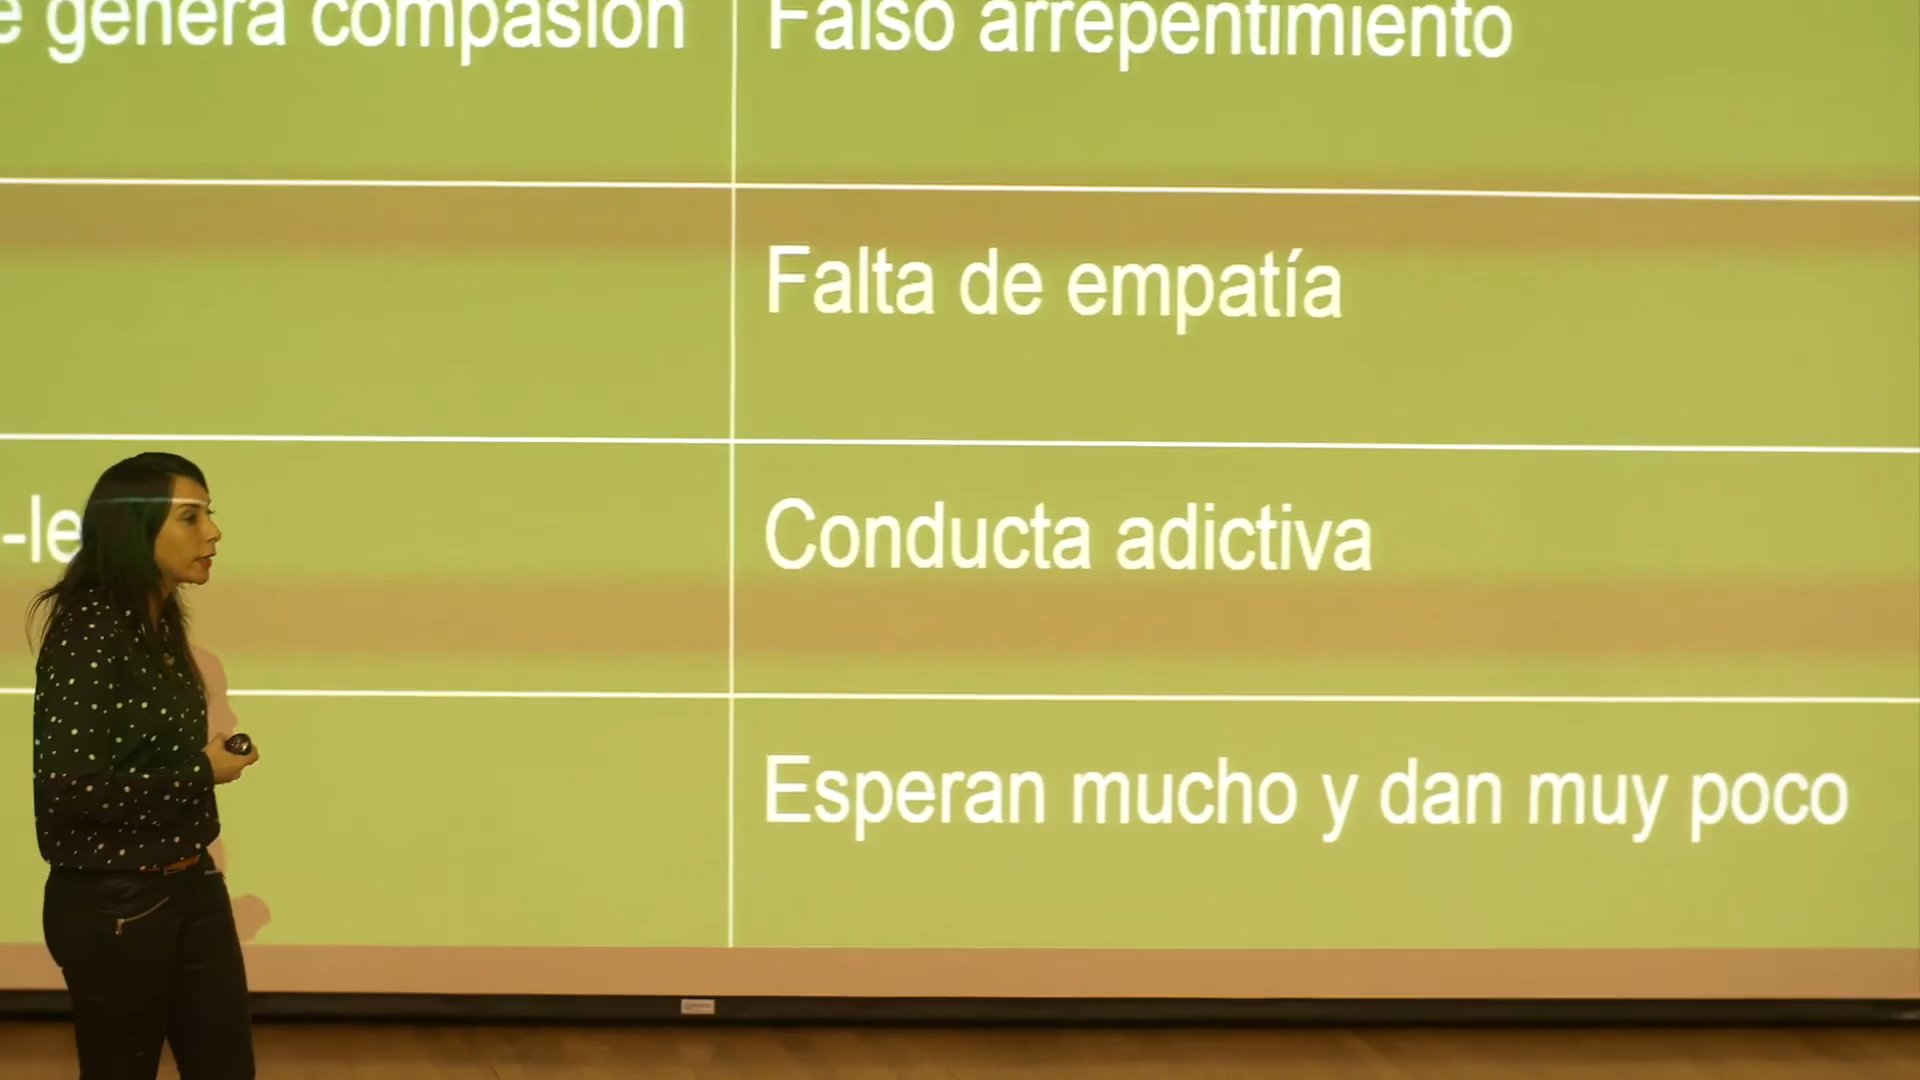 genera compasión
Falso arrepentimiento
Falta de empatía
-le
Conducta adictiva
Esperan mucho y dan muy poco